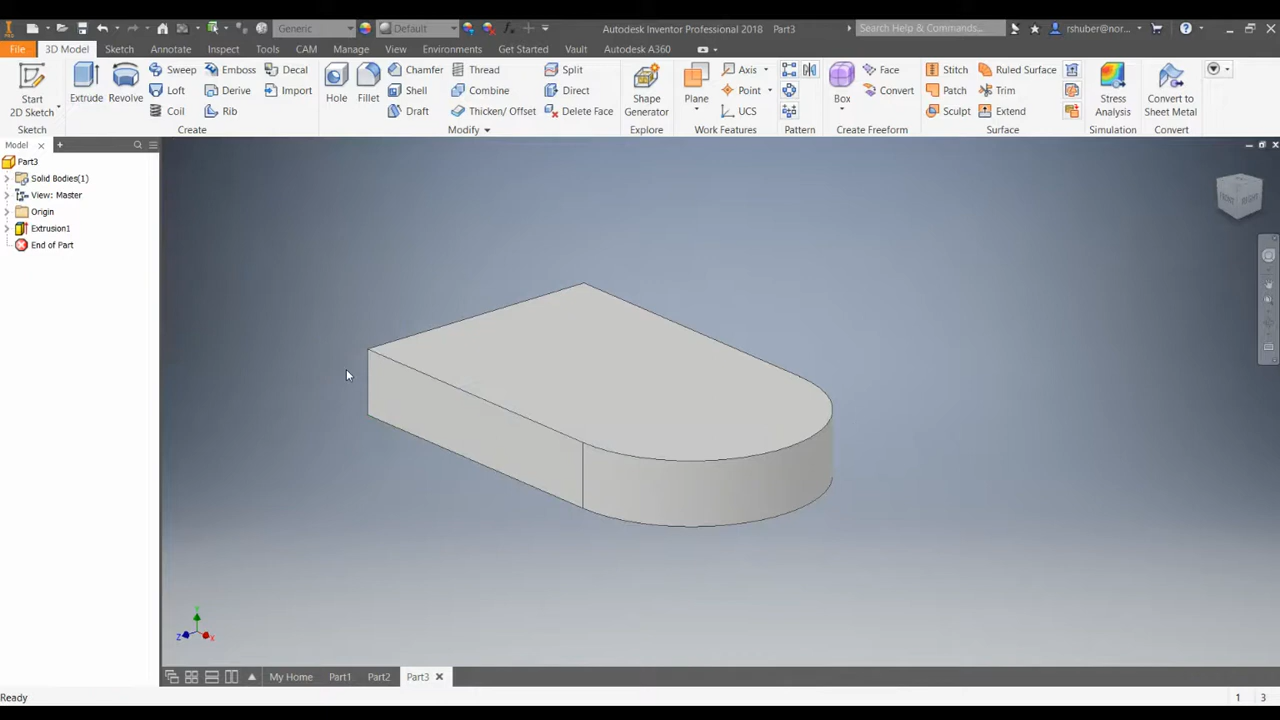 Generic
Default
Autodesk Inventor Professional 2018 Part3
Search Help & Commands...
rshuber@nor...
File 3D Model Sketch Annotate Inspect Tools CAM Manage View Environments Get Started Vault Autodesk A360
Start
2D Sketch
Sketch
Extrude Revolve
Sweep Emboss Decal
Loft Derive Import
Coil Rib
Create
Hole Fillet
Chamfer Thread Split
Shell Combine Direct
Draft Thicken/ Offset Delete Face
Modify
Shape
Generator
Explore
Plane
Axis
Point
UCS
Work Features
Pattern
Box
Face
Convert
Create Freeform
Stitch Ruled Surface
Patch Trim
Sculpt Extend
Surface
Stress
Analysis
Simulation
Convert to
Sheet Metal
Convert
Model
Part3
Solid Bodies(1)
View: Master
Origin
Extrusion1
End of Part
FRONT RIGHT
Y
Z X
My Home Part1 Part2 Part3
Ready
1 3